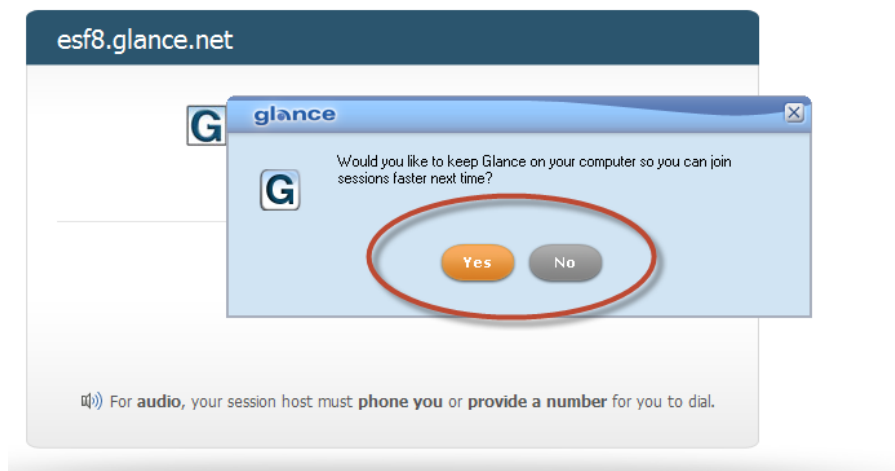 esf8.glance.net
G
glance
Would you like to keep Glance on your computer so you can join
sessions faster next time?
G
Yes No
For audio, your session host must phone you or provide a number for you to dial.